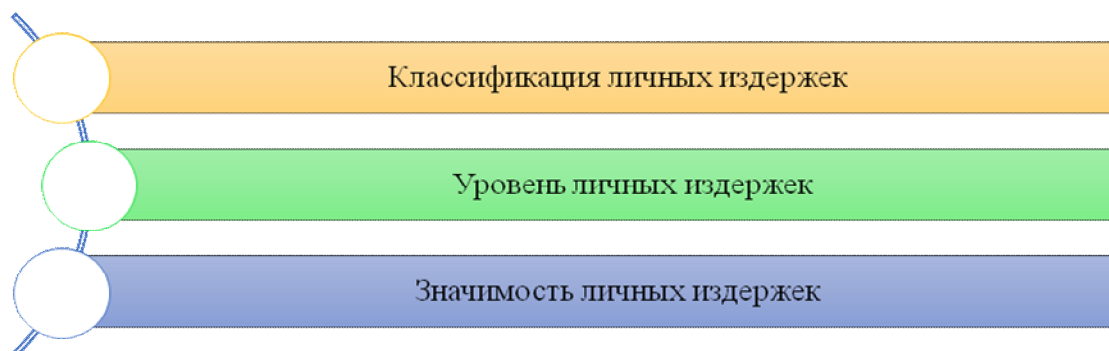 Классификация личных издержек
Уровень личных издержек
Значимость личных издержек